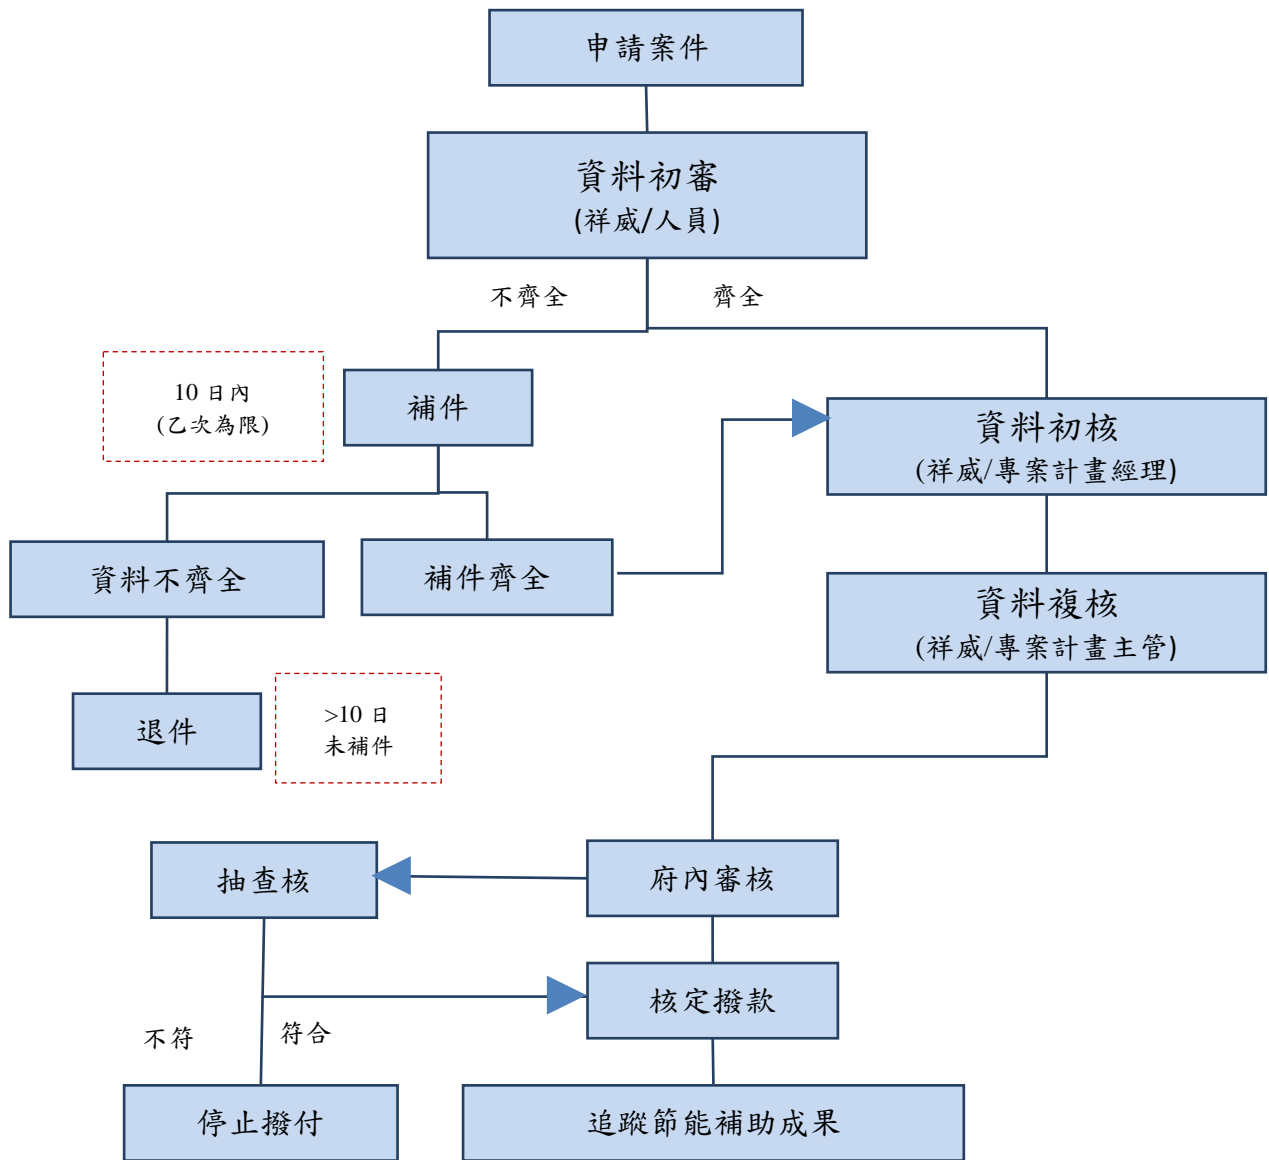 申請案件
資料初審
(祥威/人員)
不齊全
齊全
10 日內
(乙次為限)
補件
資料初核
(祥威/專案計畫經理)
資料不齊全
補件齊全
資料複核
(祥威/專案計畫主管)
退件
>10 日
未補件
抽查核
府內審核
核定撥款
不符
符合
停止撥付
追蹤節能補助成果